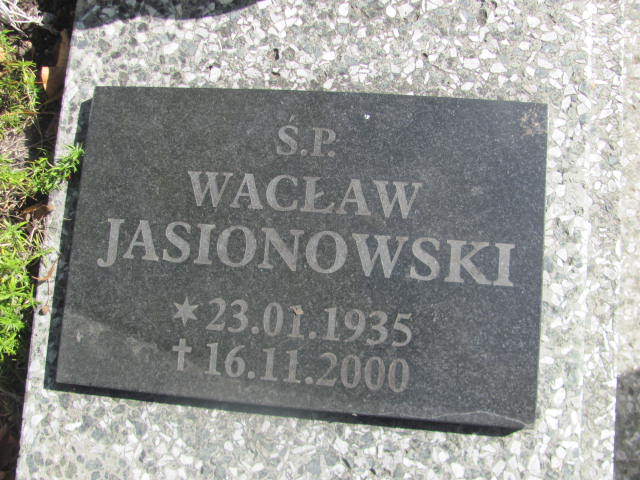 Ś.P.
WACŁAW
JASIONOWSKI
* 23.01.1935
✝ 16.11.2000